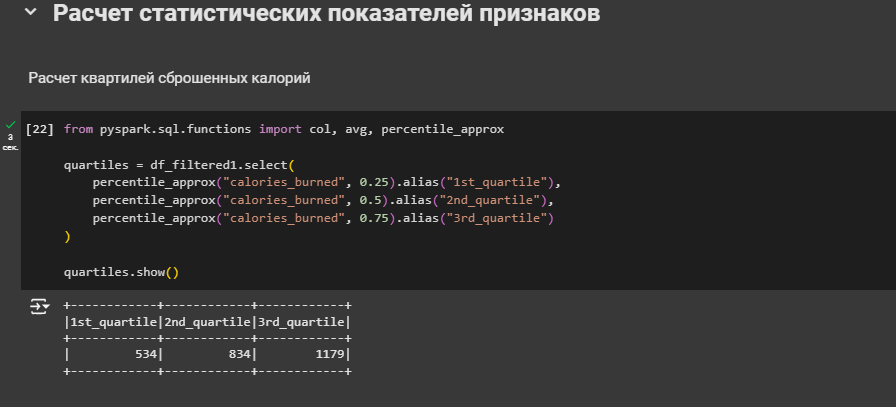 Расчет статистических показателей признаков
Расчет квартилей сброшенных калорий
3
сек.
[22] from pyspark.sql.functions import col, avg, percentile_approx
quartiles = df_filtered1.select(
percentile_approx("calories_burned", 0.25).alias("1st_quartile"),
percentile_approx("calories_burned", 0.5).alias("2nd_quartile"),
percentile_approx("calories_burned", 0.75).alias("3rd_quartile")
)
quartiles.show()
+------------+------------+------------+
|1st_quartile|2nd_quartile|3rd_quartile|
+------------+------------+------------+
|         534|         834|        1179|
+------------+------------+------------+